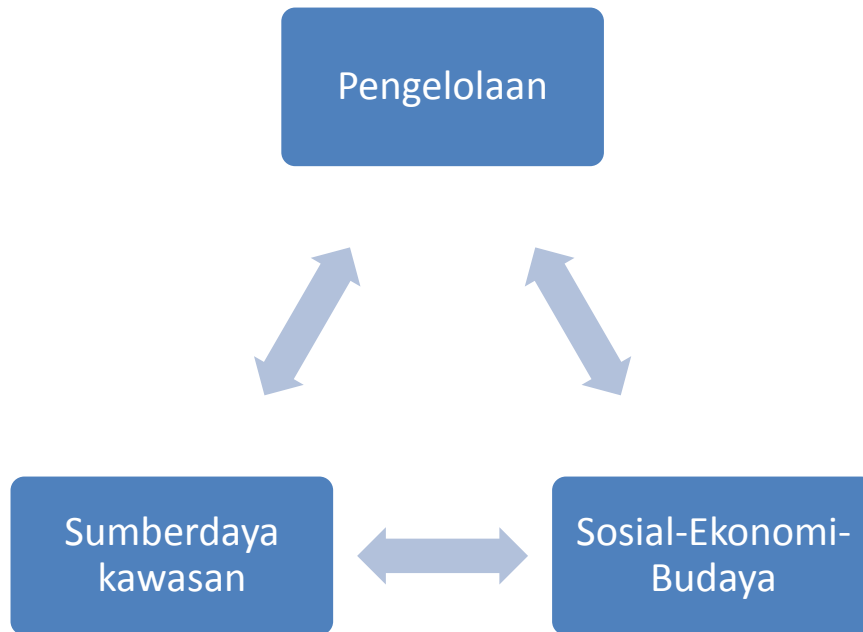 Pengelolaan
Sumberdaya
kawasan
Sosial-Ekonomi-
Budaya